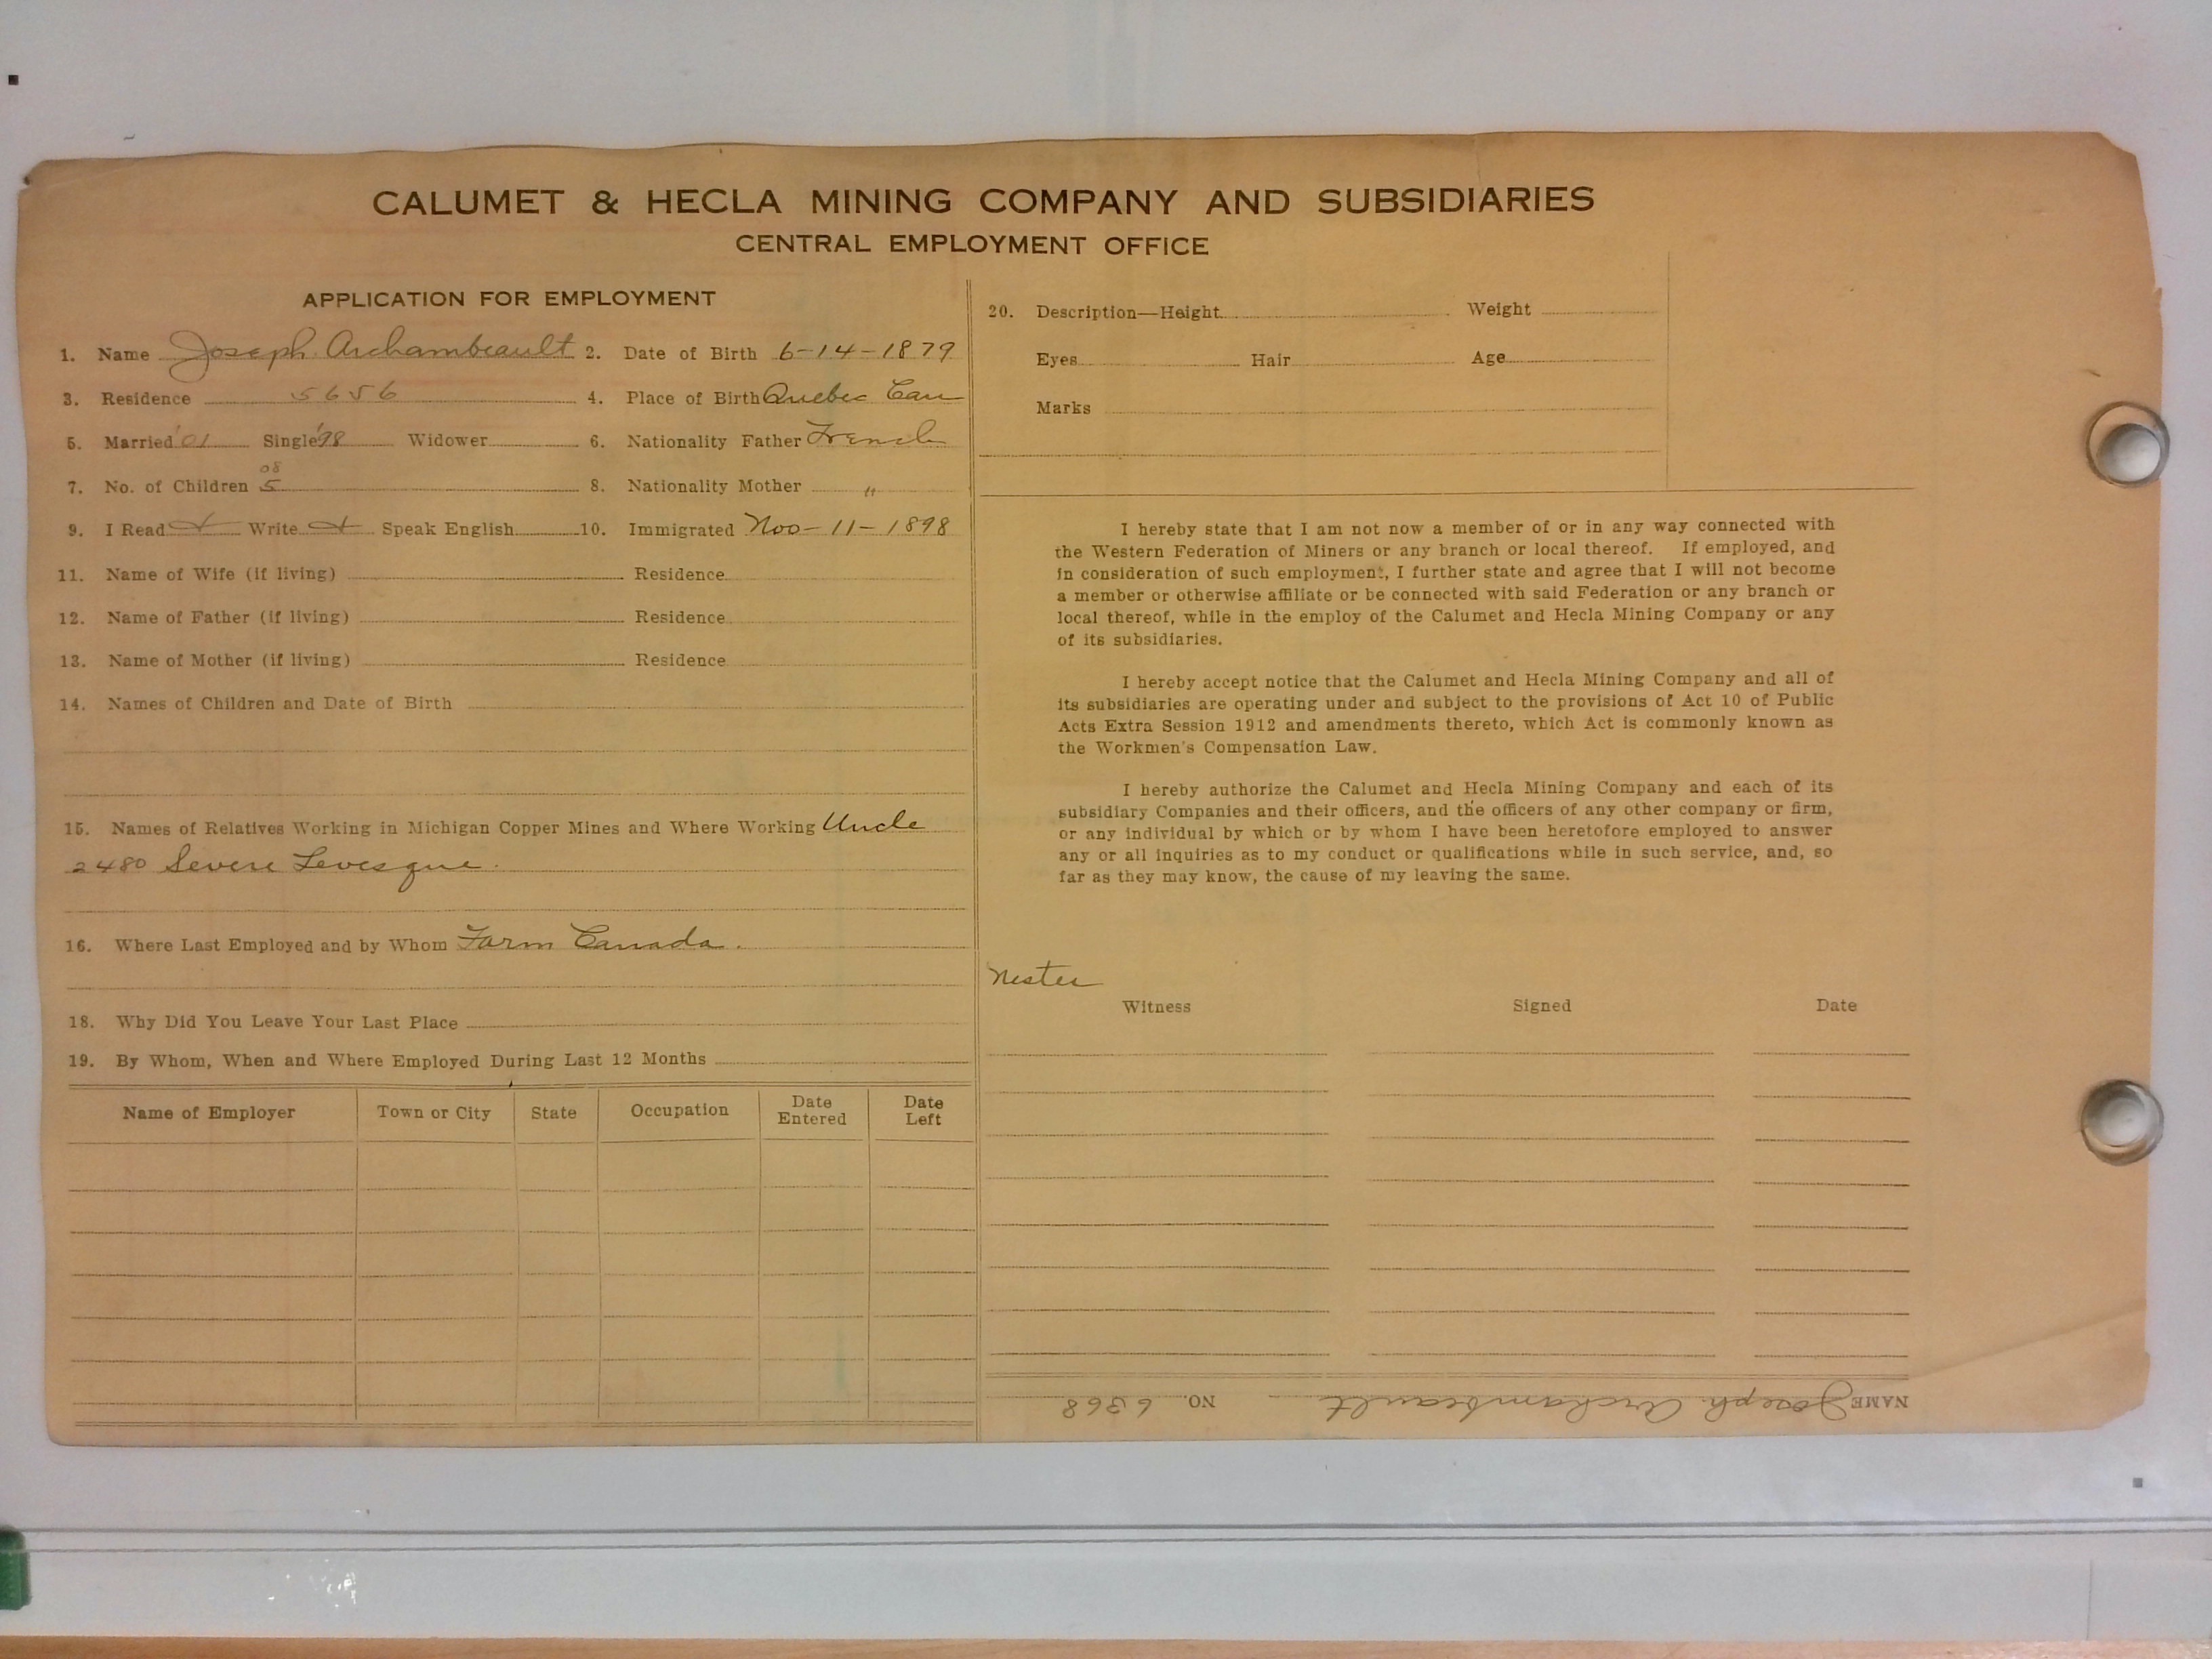 CALUMET & HECLA MINING COMPANY AND SUBSIDIARIES
CENTRAL EMPLOYMENT OFFICE
APPLICATION FOR EMPLOYMENT
1. Name Joseph Archambeault 2. Date of Birth 6-14-1879
3. Residence 5656 4. Place of Birth Quebec Can
5. Married '01 Single '98 Widower 6. Nationality Father French
08
7. No. of Children 5 8. Nationality Mother "
9. I Read Write Speak English 10. Immigrated Nov-11-1898
11. Name of Wife (if living) Residence
12. Name of Father (if living) Residence
13. Name of Mother (if living) Residence
14. Names of Children and Date of Birth
15. Names of Relatives Working in Michigan Copper Mines and Where Working Uncle
2480 Severe Levesque.
16. Where Last Employed and by Whom Farm Canada.
18. Why Did You Leave Your Last Place
19. By Whom, When and Where Employed During Last 12 Months
Name of Employer Town or City State Occupation Date Entered Date Left
20. Description—Height Weight
Eyes Hair Age
Marks
I hereby state that I am not now a member of or in any way connected with
the Western Federation of Miners or any branch or local thereof. If employed, and
in consideration of such employment, I further state and agree that I will not become
a member or otherwise affiliate or be connected with said Federation or any branch or
local thereof, while in the employ of the Calumet and Hecla Mining Company or any
of its subsidiaries.
I hereby accept notice that the Calumet and Hecla Mining Company and all of
its subsidiaries are operating under and subject to the provisions of Act 10 of Public
Acts Extra Session 1912 and amendments thereto, which Act is commonly known as
the Workmen's Compensation Law.
I hereby authorize the Calumet and Hecla Mining Company and each of its
subsidiary Companies and their officers, and the officers of any other company or firm,
or any individual by which or by whom I have been heretofore employed to answer
any or all inquiries as to my conduct or qualifications while in such service, and, so
far as they may know, the cause of my leaving the same.
Nester
Witness Signed Date
NAME Joseph Archambeault NO. 6368